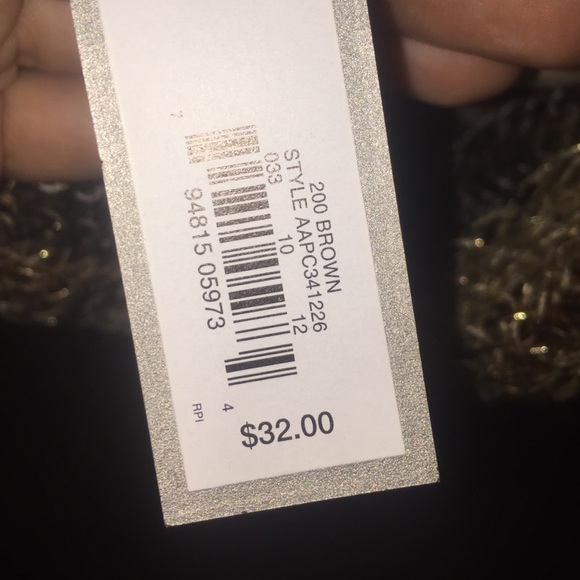 200 BROWN
STYLE AAPC341226
033 10 12
7 94815 05973 4
RPI
$32.00